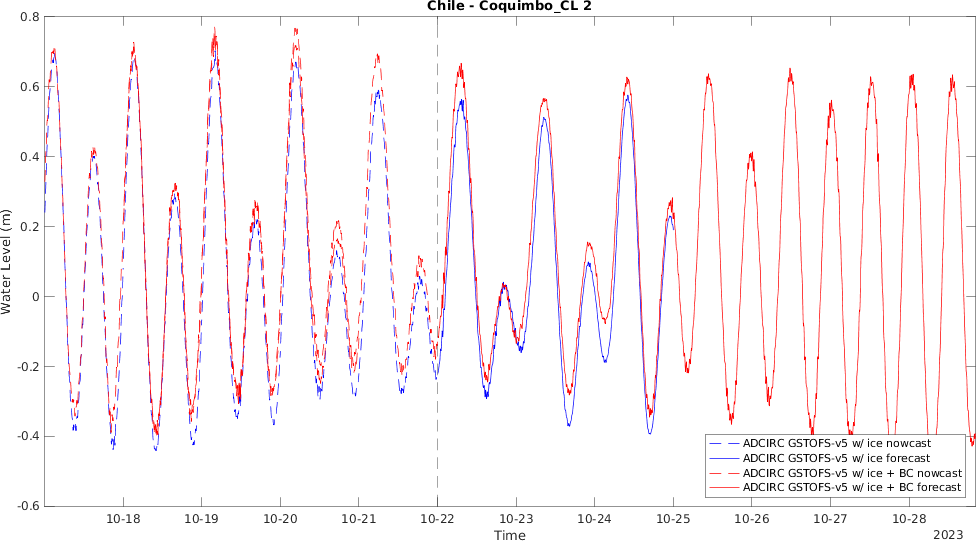 Chile - Coquimbo_CL 2
0.8
0.6
0.4
0.2
0
-0.2
-0.4
-0.6
Water Level (m)
10-18 10-19 10-20 10-21 10-22 10-23 10-24 10-25 10-26 10-27 10-28
Time
2023
ADCIRC GSTOFS-v5 w/ ice nowcast
ADCIRC GSTOFS-v5 w/ ice forecast
ADCIRC GSTOFS-v5 w/ ice + BC nowcast
ADCIRC GSTOFS-v5 w/ ice + BC forecast